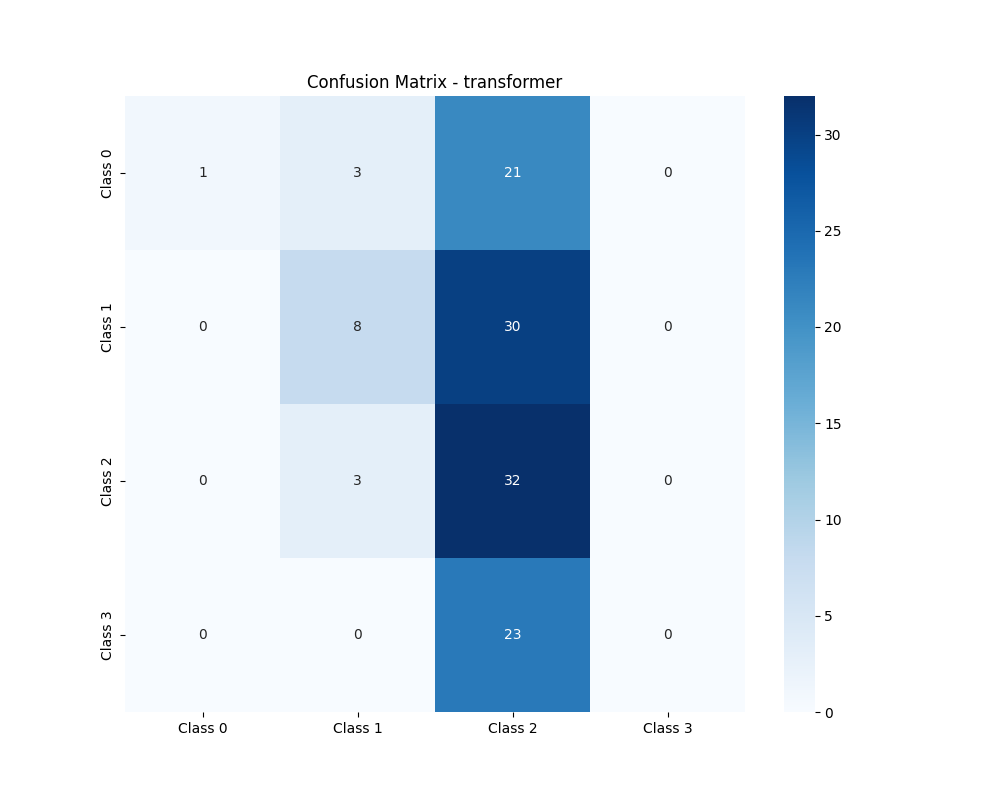 Confusion Matrix - transformer
Class 0
1 3 21 0
Class 1
0 8 30 0
Class 2
0 3 32 0
Class 3
0 0 23 0
Class 0 Class 1 Class 2 Class 3
30
25
20
15
10
5
0